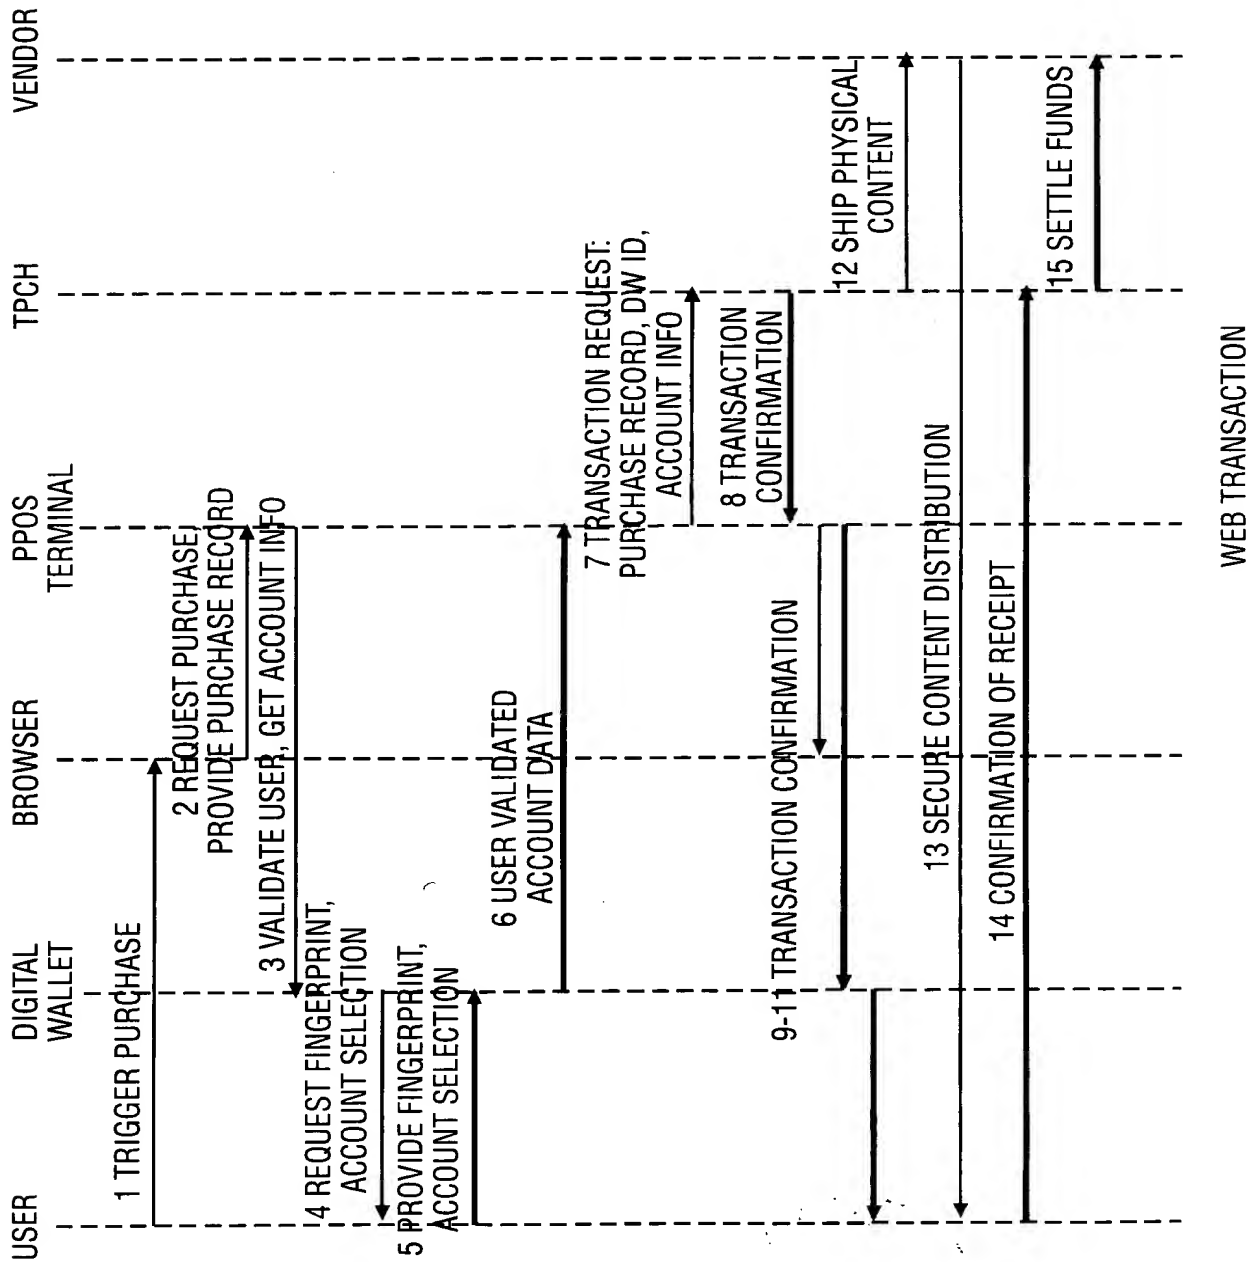 USER
DIGITAL
WALLET
BROWSER
PPOS
TERMINAL
TPCH
VENDOR
1 TRIGGER PURCHASE
2 REQUEST PURCHASE,
PROVIDE PURCHASE RECORD
3 VALIDATE USER, GET ACCOUNT INFO
4 REQUEST FINGERPRINT,
ACCOUNT SELECTION
5 PROVIDE FINGERPRINT,
ACCOUNT SELECTION
6 USER VALIDATED
ACCOUNT DATA
7 TRANSACTION REQUEST:
PURCHASE RECORD, DW ID,
ACCOUNT INFO
8 TRANSACTION
CONFIRMATION
9-11 TRANSACTION CONFIRMATION
12 SHIP PHYSICAL
CONTENT
13 SECURE CONTENT DISTRIBUTION
14 CONFIRMATION OF RECEIPT
15 SETTLE FUNDS
WEB TRANSACTION